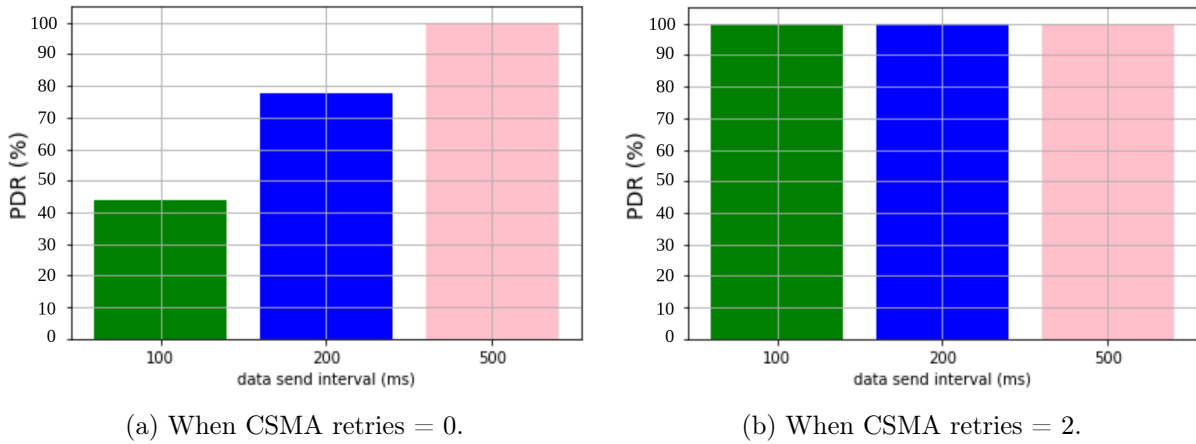 100
90
80
70
60
50
40
30
20
10
0
PDR (%)
100 200 500
data send interval (ms)
(a) When CSMA retries = 0.
100
90
80
70
60
50
40
30
20
10
0
PDR (%)
100 200 500
data send interval (ms)
(b) When CSMA retries = 2.